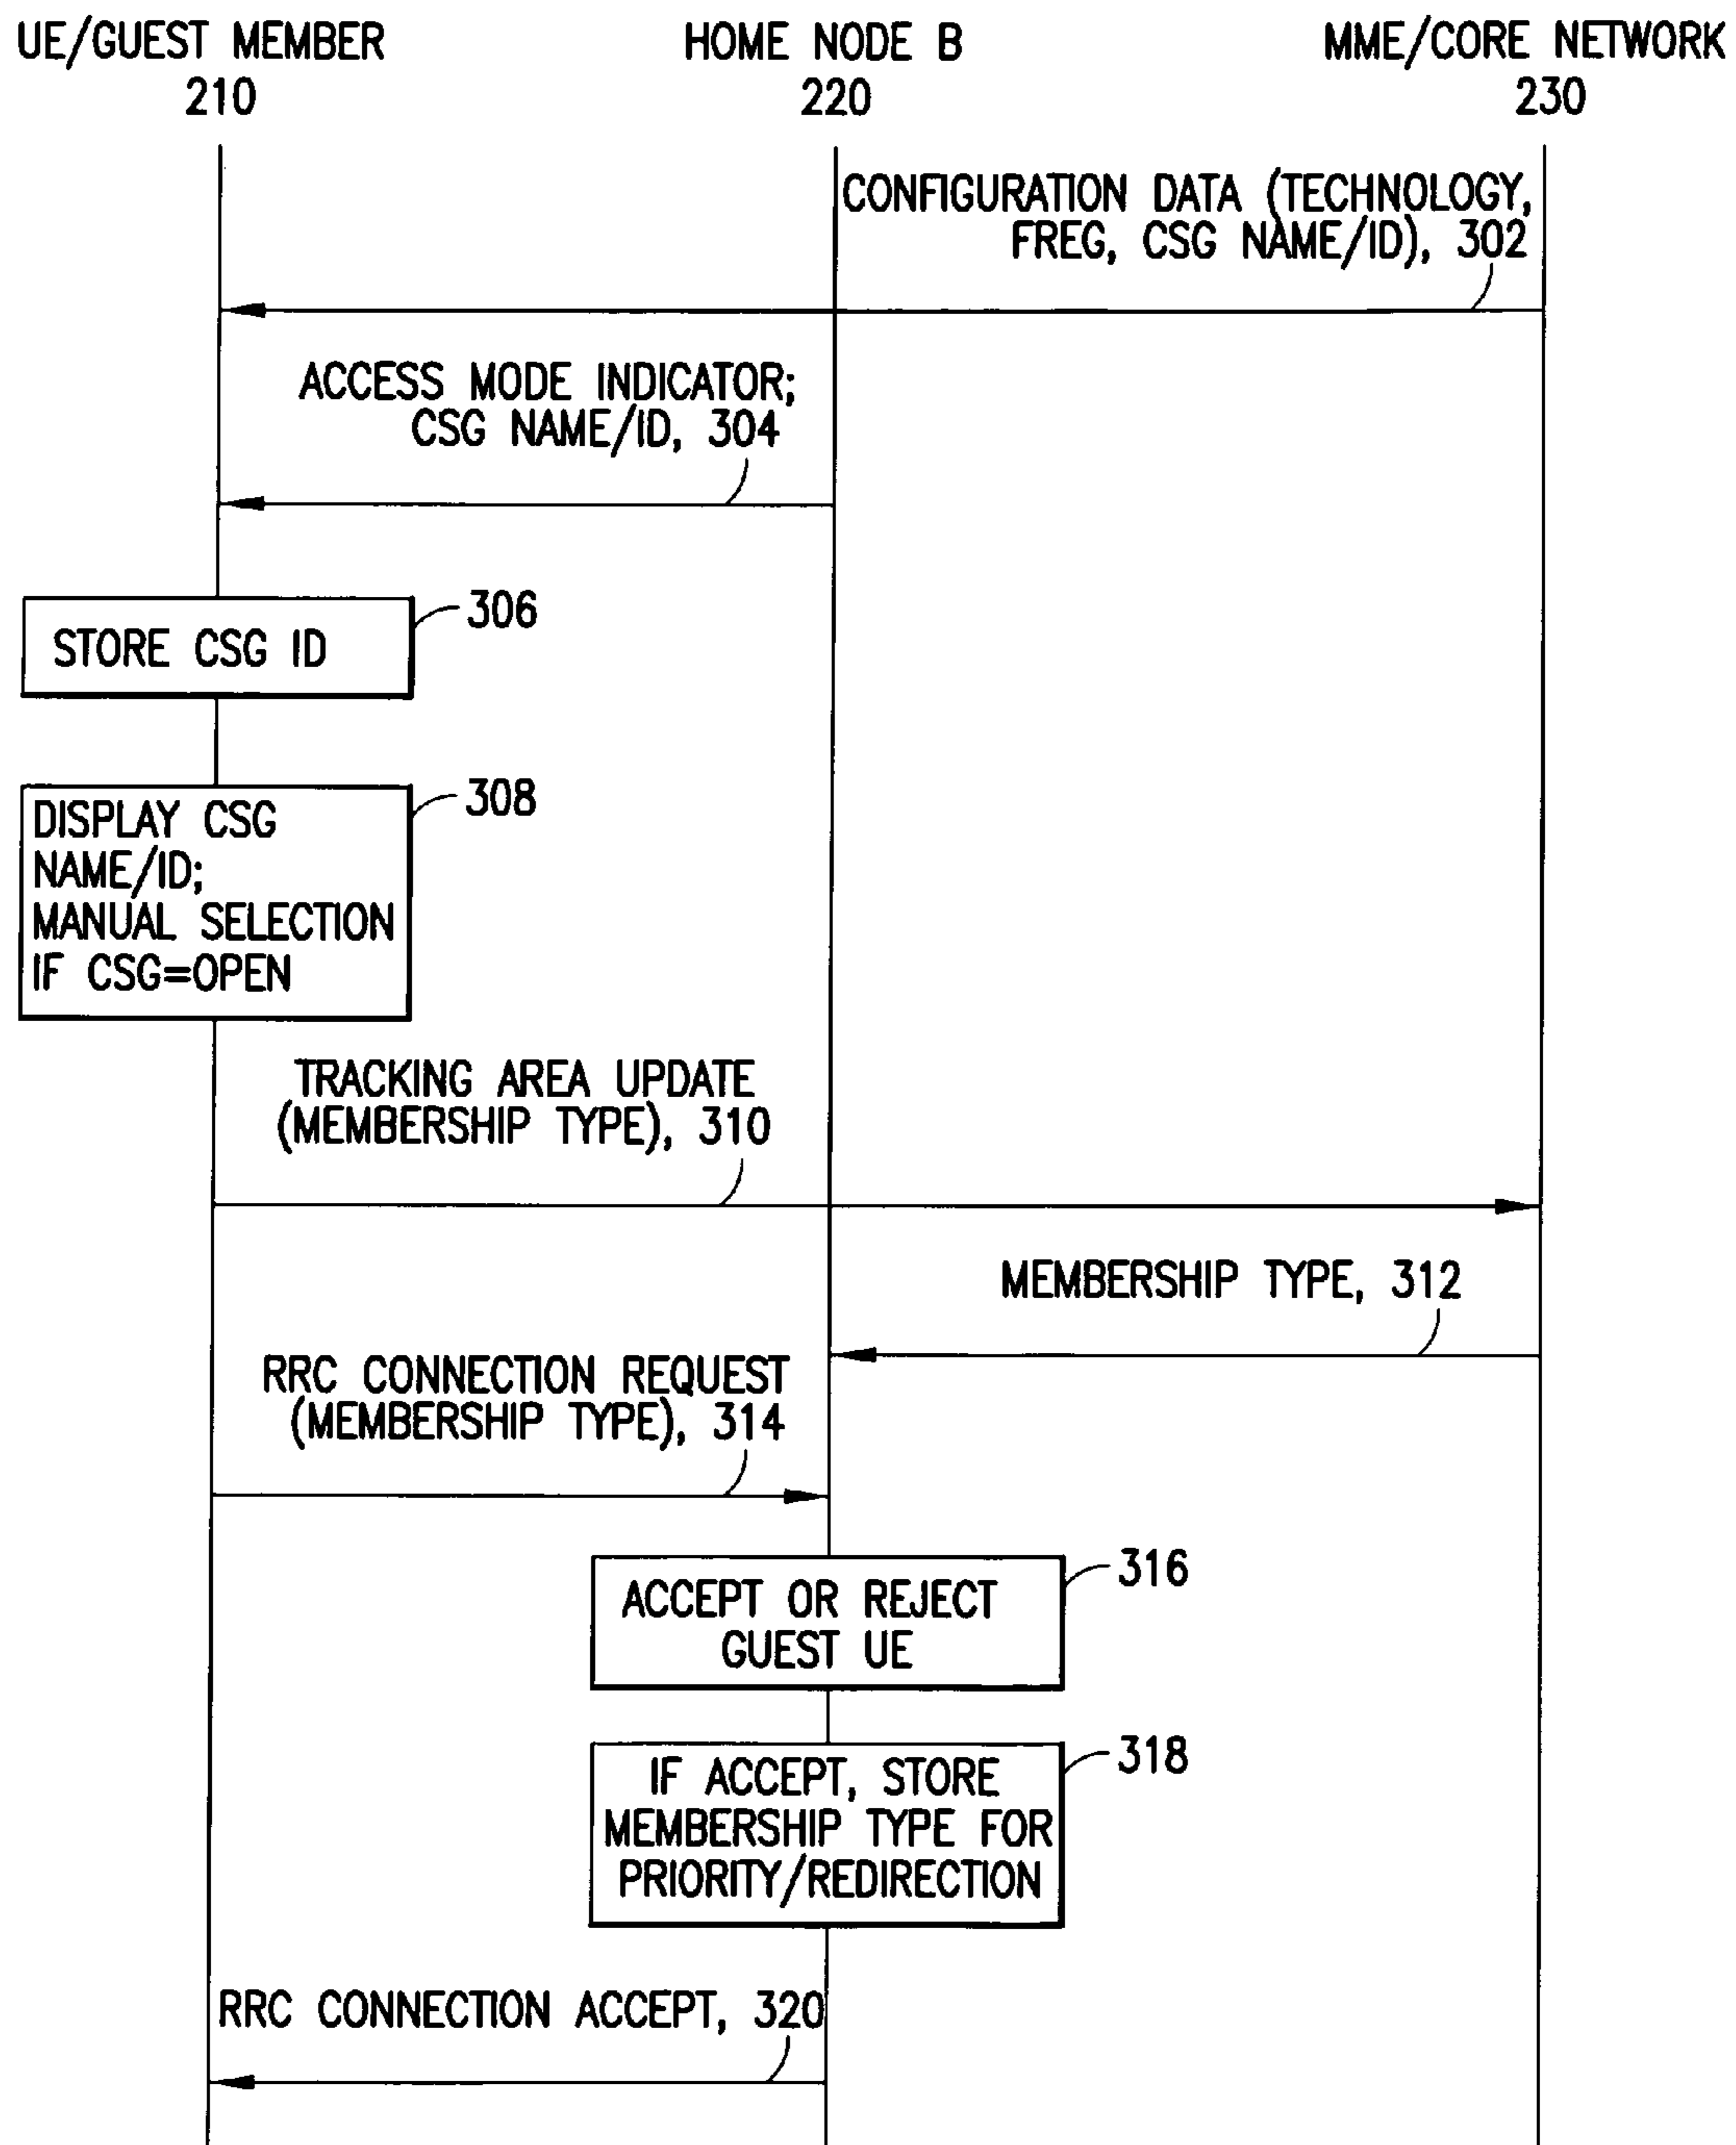 UE/GUEST MEMBER
210
HOME NODE B
220
MME/CORE NETWORK
230
CONFIGURATION DATA (TECHNOLOGY,
FREG, CSG NAME/ID), 302
ACCESS MODE INDICATOR;
CSG NAME/ID, 304
STORE CSG ID
306
DISPLAY CSG
NAME/ID;
MANUAL SELECTION
IF CSG=OPEN
308
TRACKING AREA UPDATE
(MEMBERSHIP TYPE), 310
MEMBERSHIP TYPE, 312
RRC CONNECTION REQUEST
(MEMBERSHIP TYPE), 314
ACCEPT OR REJECT
GUEST UE
316
IF ACCEPT, STORE
MEMBERSHIP TYPE FOR
PRIORITY/REDIRECTION
318
RRC CONNECTION ACCEPT, 320